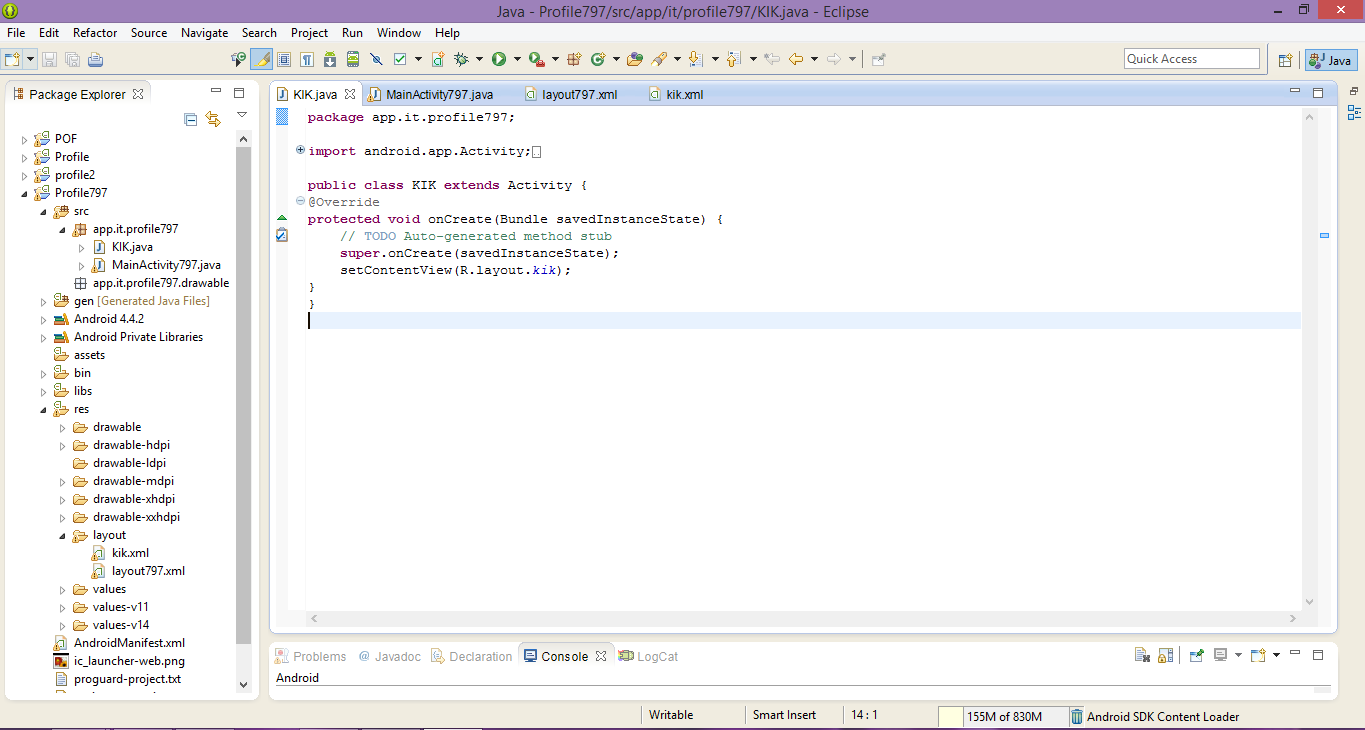 Java - Profile797/src/app/it/profile797/KIK.java - Eclipse
File Edit Refactor Source Navigate Search Project Run Window Help
Quick Access
Java
Package Explorer
POF
Profile
profile2
Profile797
src
app.it.profile797
KIK.java
MainActivity797.java
app.it.profile797.drawable
gen [Generated Java Files]
Android 4.4.2
Android Private Libraries
assets
bin
libs
res
drawable
drawable-hdpi
drawable-ldpi
drawable-mdpi
drawable-xhdpi
drawable-xxhdpi
layout
kik.xml
layout797.xml
values
values-v11
values-v14
AndroidManifest.xml
ic_launcher-web.png
proguard-project.txt
KIK.java MainActivity797.java layout797.xml kik.xml
package app.it.profile797;
import android.app.Activity;
public class KIK extends Activity {
@Override
protected void onCreate(Bundle savedInstanceState) {
// TODO Auto-generated method stub
super.onCreate(savedInstanceState);
setContentView(R.layout.kik);
}
}
Problems @ Javadoc Declaration Console LogCat
Android
Writable Smart Insert 14 : 1 155M of 830M Android SDK Content Loader